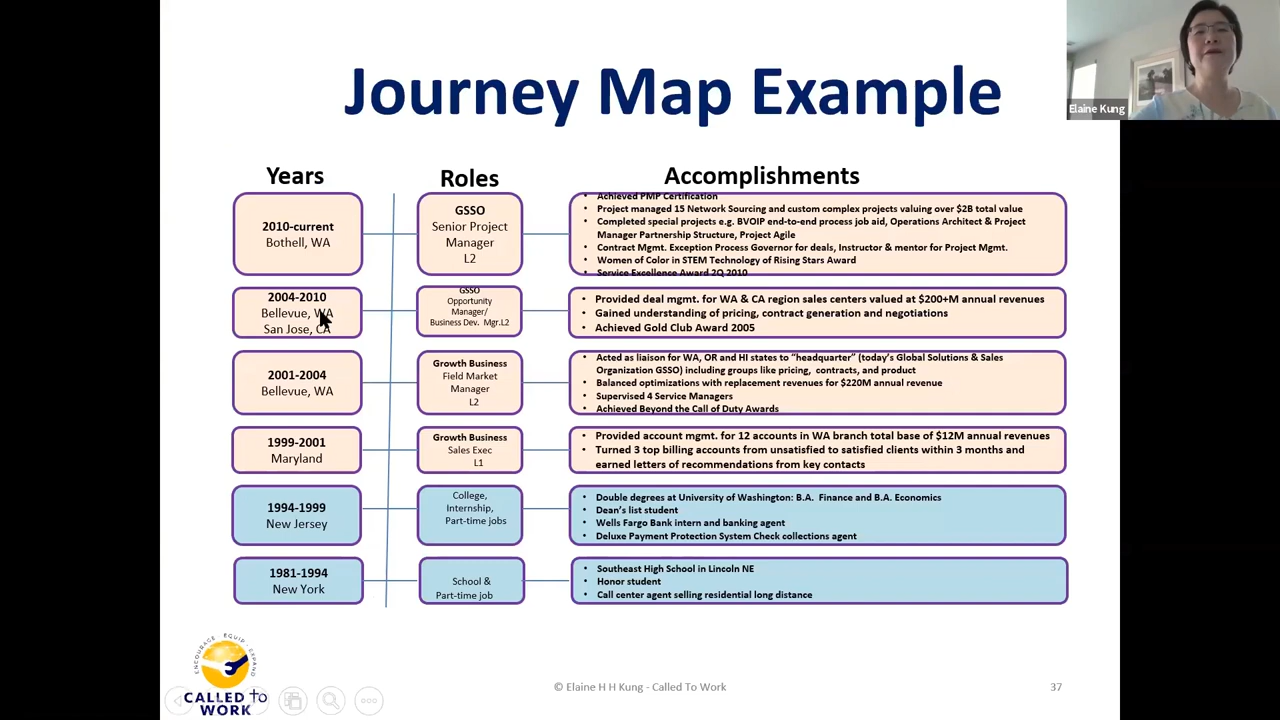 Journey Map Example
Elaine Kung
Years
Roles
Accomplishments
2010-current
Bothell, WA
GSSO
Senior Project
Manager
L2
• Achieved PMP Certification
• Project managed 15 Network Sourcing and custom complex projects valuing over $2B total value
• Completed special projects e.g. BVOIP end-to-end process job aid, Operations Architect & Project
Manager Partnership Structure, Project Agile
• Contract Mgmt. Exception Process Governor for deals, Instructor & mentor for Project Mgmt.
• Women of Color in STEM Technology of Rising Stars Award
• Service Excellence Award 2Q 2010
2004-2010
Bellevue, WA
San Jose, CA
GSSO
Opportunity
Manager/
Business Dev. Mgr.L2
• Provided deal mgmt. for WA & CA region sales centers valued at $200+M annual revenues
• Gained understanding of pricing, contract generation and negotiations
• Achieved Gold Club Award 2005
2001-2004
Bellevue, WA
Growth Business
Field Market
Manager
L2
• Acted as liaison for WA, OR and HI states to “headquarter” (today’s Global Solutions & Sales
Organization GSSO) including groups like pricing, contracts, and product
• Balanced optimizations with replacement revenues for $220M annual revenue
• Supervised 4 Service Managers
• Achieved Beyond the Call of Duty Awards
1999-2001
Maryland
Growth Business
Sales Exec
L1
• Provided account mgmt. for 12 accounts in WA branch total base of $12M annual revenues
• Turned 3 top billing accounts from unsatisfied to satisfied clients within 3 months and
earned letters of recommendations from key contacts
1994-1999
New Jersey
College,
Internship,
Part-time jobs
• Double degrees at University of Washington: B.A. Finance and B.A. Economics
• Dean’s list student
• Wells Fargo Bank intern and banking agent
• Deluxe Payment Protection System Check collections agent
1981-1994
New York
School &
Part-time job
• Southeast High School in Lincoln NE
• Honor student
• Call center agent selling residential long distance
ENCOURAGE EQUIP EXPAND
CALLED to
WORK
© Elaine H H Kung - Called To Work
37